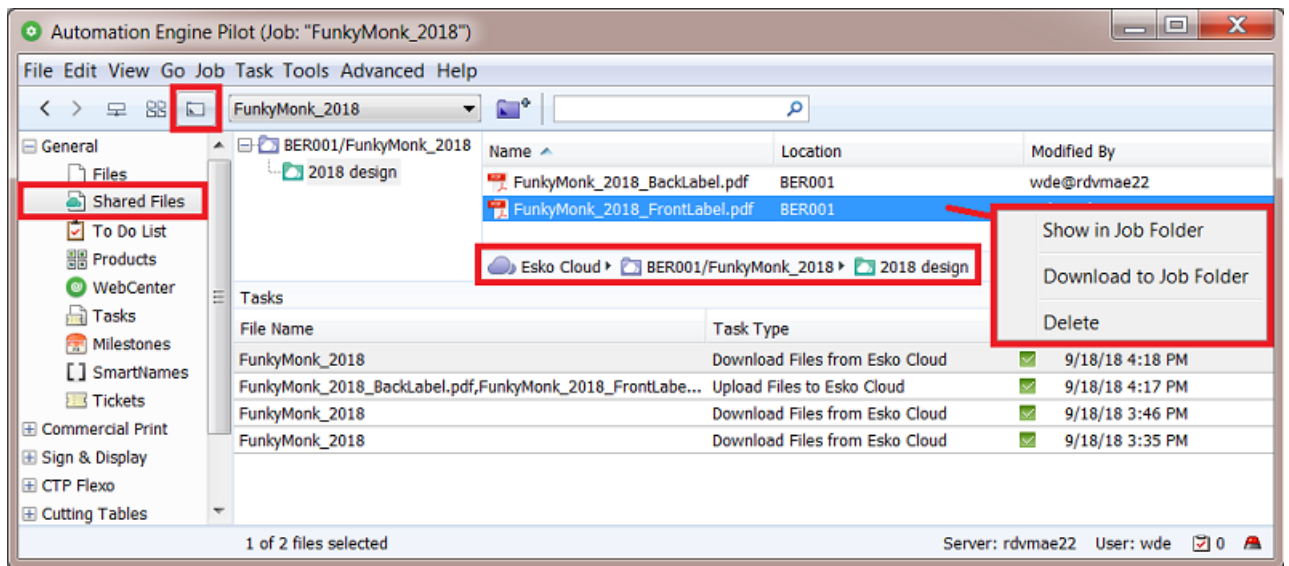 Automation Engine Pilot (Job: "FunkyMonk_2018")
File Edit View Go Job Task Tools Advanced Help
FunkyMonk_2018
General
Files
Shared Files
To Do List
Products
WebCenter
Tasks
Milestones
SmartNames
Tickets
Commercial Print
Sign & Display
CTP Flexo
Cutting Tables
BER001/FunkyMonk_2018
2018 design
Name Location Modified By
FunkyMonk_2018_BackLabel.pdf BER001 wde@rdvmae22
FunkyMonk_2018_FrontLabel.pdf BER001
Show in Job Folder
Download to Job Folder
Delete
Esko Cloud BER001/FunkyMonk_2018 2018 design
Tasks
File Name Task Type
FunkyMonk_2018 Download Files from Esko Cloud 9/18/18 4:18 PM
FunkyMonk_2018_BackLabel.pdf,FunkyMonk_2018_FrontLabe... Upload Files to Esko Cloud 9/18/18 4:17 PM
FunkyMonk_2018 Download Files from Esko Cloud 9/18/18 3:46 PM
FunkyMonk_2018 Download Files from Esko Cloud 9/18/18 3:35 PM
1 of 2 files selected Server: rdvmae22 User: wde 0